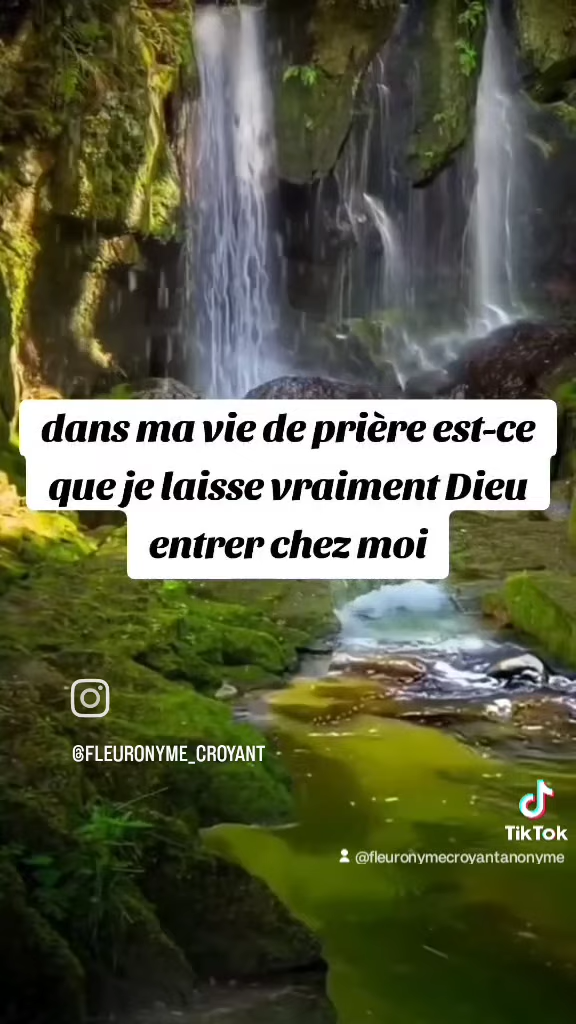 dans ma vie de prière est-ce
que je laisse vraiment Dieu
entrer chez moi
@FLEURONYME_CROYANT
TikTok
@fleuronymecroyantanonyme